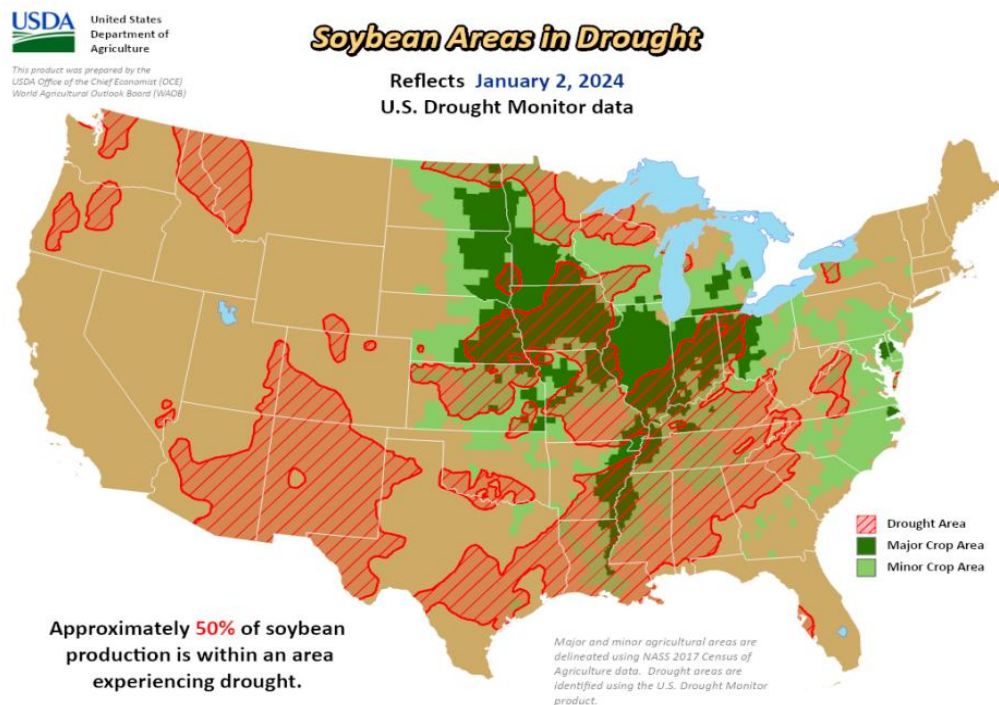 USDA
United States
Department of
Agriculture
This product was prepared by the
USDA Office of the Chief Economist (OCE)
World Agricultural Outlook Board (WAOB)
Soybean Areas in Drought
Reflects January 2, 2024
U.S. Drought Monitor data
Drought Area
Major Crop Area
Minor Crop Area
Approximately 50% of soybean
production is within an area
experiencing drought.
Major and minor agricultural areas are
delineated using NASS 2017 Census of
Agriculture data. Drought areas are
identified using the U.S. Drought Monitor
product.